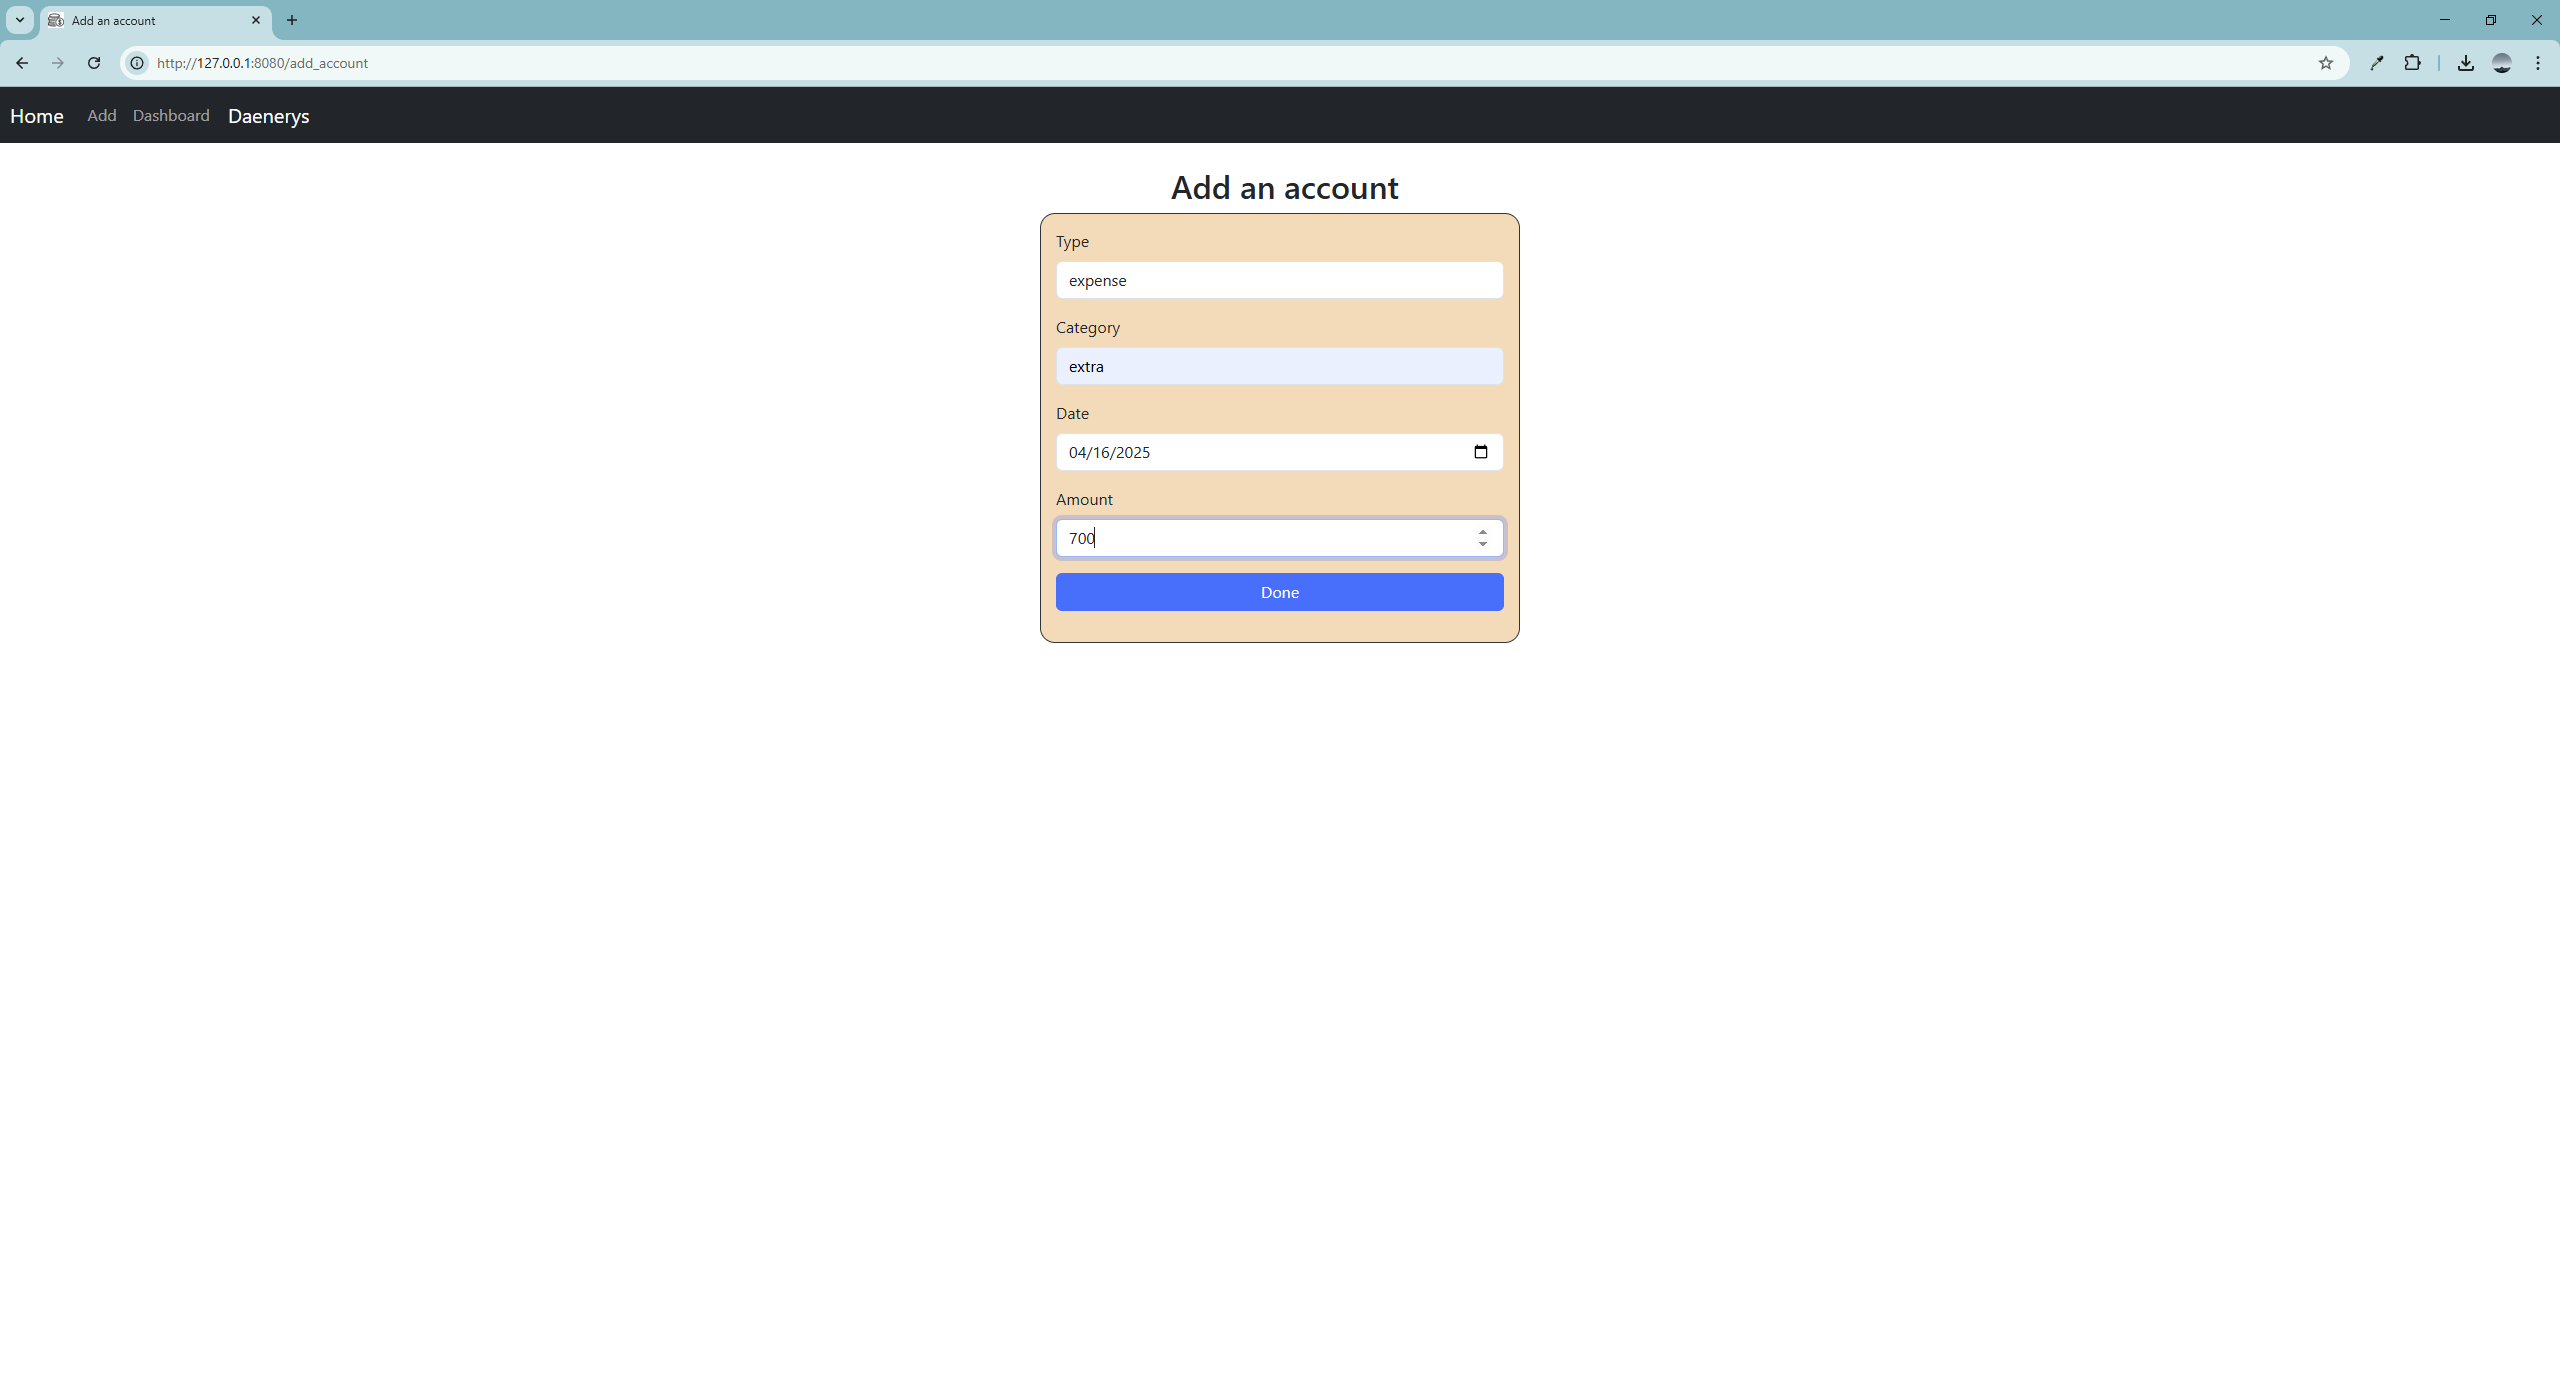 Add an account
http://127.0.0.1:8080/add_account
Home Add Dashboard Daenerys
Add an account
Type
expense
Category
extra
Date
04/16/2025
Amount
700
Done